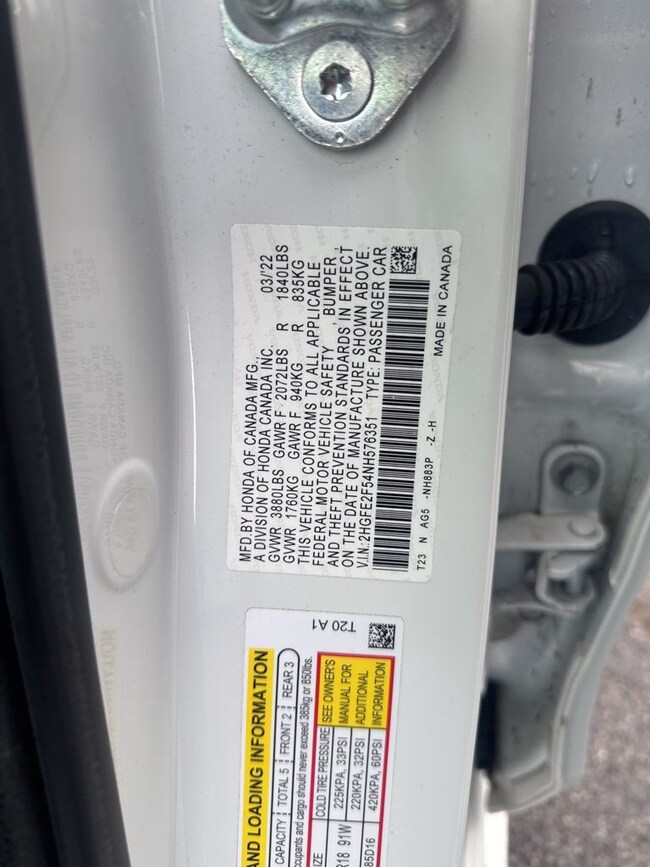 MFD.BY HONDA OF CANADA MFG.,
A DIVISION OF HONDA CANADA INC. 03/'22
GVWR 3880LBS GAWR F 2072LBS R 1840LBS
GVWR 1760KG GAWR F 940KG R 835KG
THIS VEHICLE CONFORMS TO ALL APPLICABLE
FEDERAL MOTOR VEHICLE SAFETY, BUMPER,
AND THEFT PREVENTION STANDARDS IN EFFECT
ON THE DATE OF MANUFACTURE SHOWN ABOVE.
V.I.N.:2HGFE2F54NH576351 TYPE: PASSENGER CAR
T23 N AG5 -NH883P -Z -H
MADE IN CANADA
T20 A1
AND LOADING INFORMATION
CAPACITY TOTAL 5 FRONT 2 REAR 3
and cargo should never exceed 385kg or 850lbs.
COLD TIRE PRESSURE
R18 91W 225KPA, 33PSI
220KPA, 32PSI
85D16 420KPA, 60PSI
SEE OWNER'S
MANUAL FOR
ADDITIONAL
INFORMATION